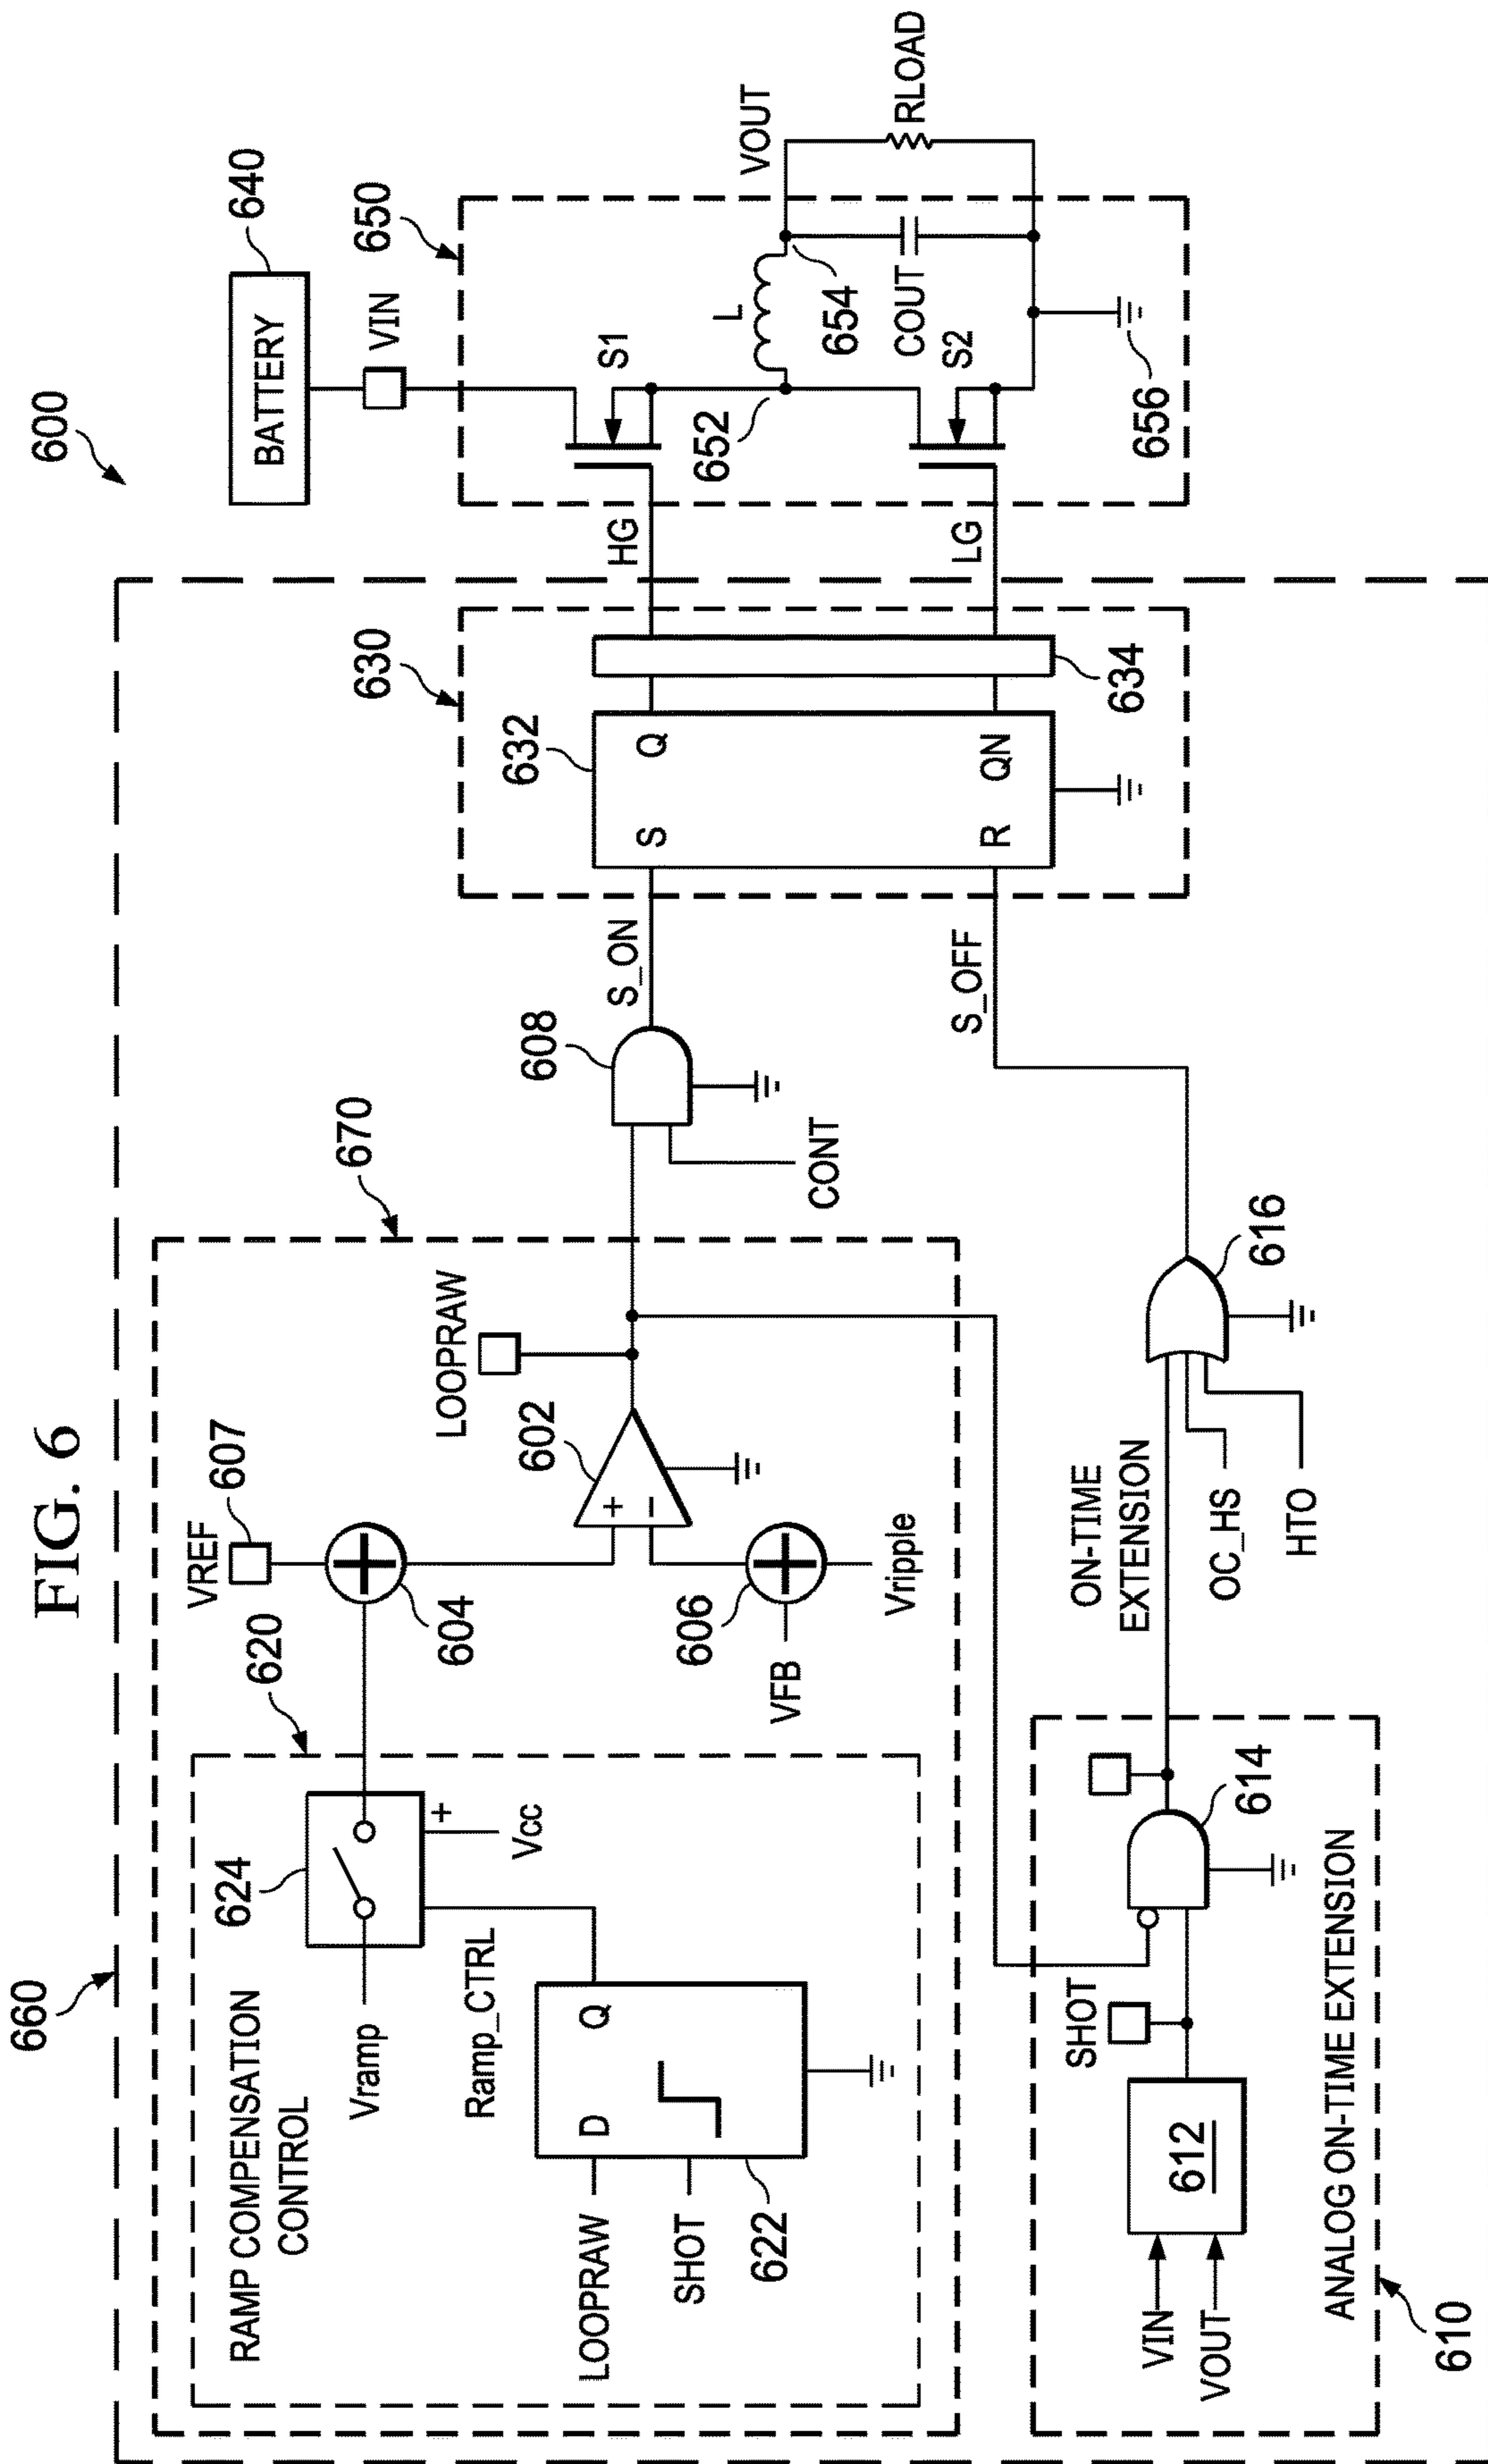 FIG. 6
600
660
670
620
RAMP COMPENSATION
CONTROL
624
Vramp
Vcc
+
Ramp_CTRL
LOOPRAW
SHOT
D
Q
622
VREF
607
604
606
VFB
Vripple
602
+
−
LOOPRAW
608
CONT
S_ON
S_OFF
630
632
S
Q
R
QN
634
HG
LG
640
BATTERY
VIN
650
S1
652
L
654
VOUT
COUT
RLOAD
S2
656
VIN
VOUT
612
SHOT
614
ANALOG ON-TIME EXTENSION
610
ON-TIME
EXTENSION
OC_HS
HTO
616